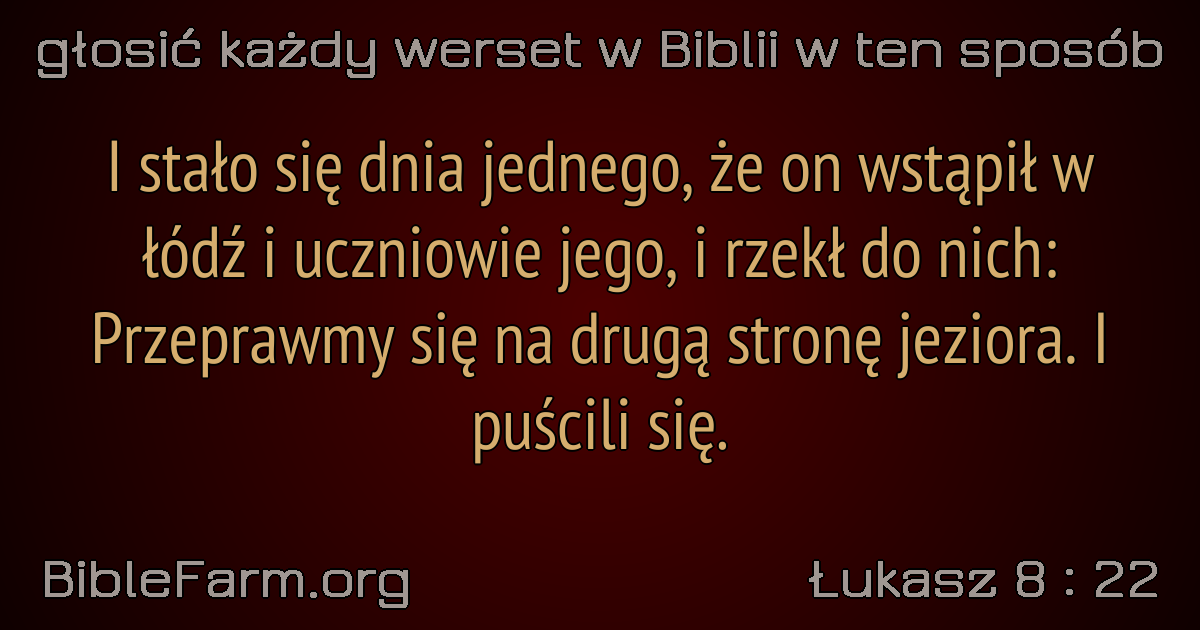 głosić każdy werset w Biblii w ten sposób
I stało się dnia jednego, że on wstąpił w
łódź i uczniowie jego, i rzekł do nich:
Przeprawmy się na drugą stronę jeziora. I
puścili się.
BibleFarm.org
Łukasz 8 : 22